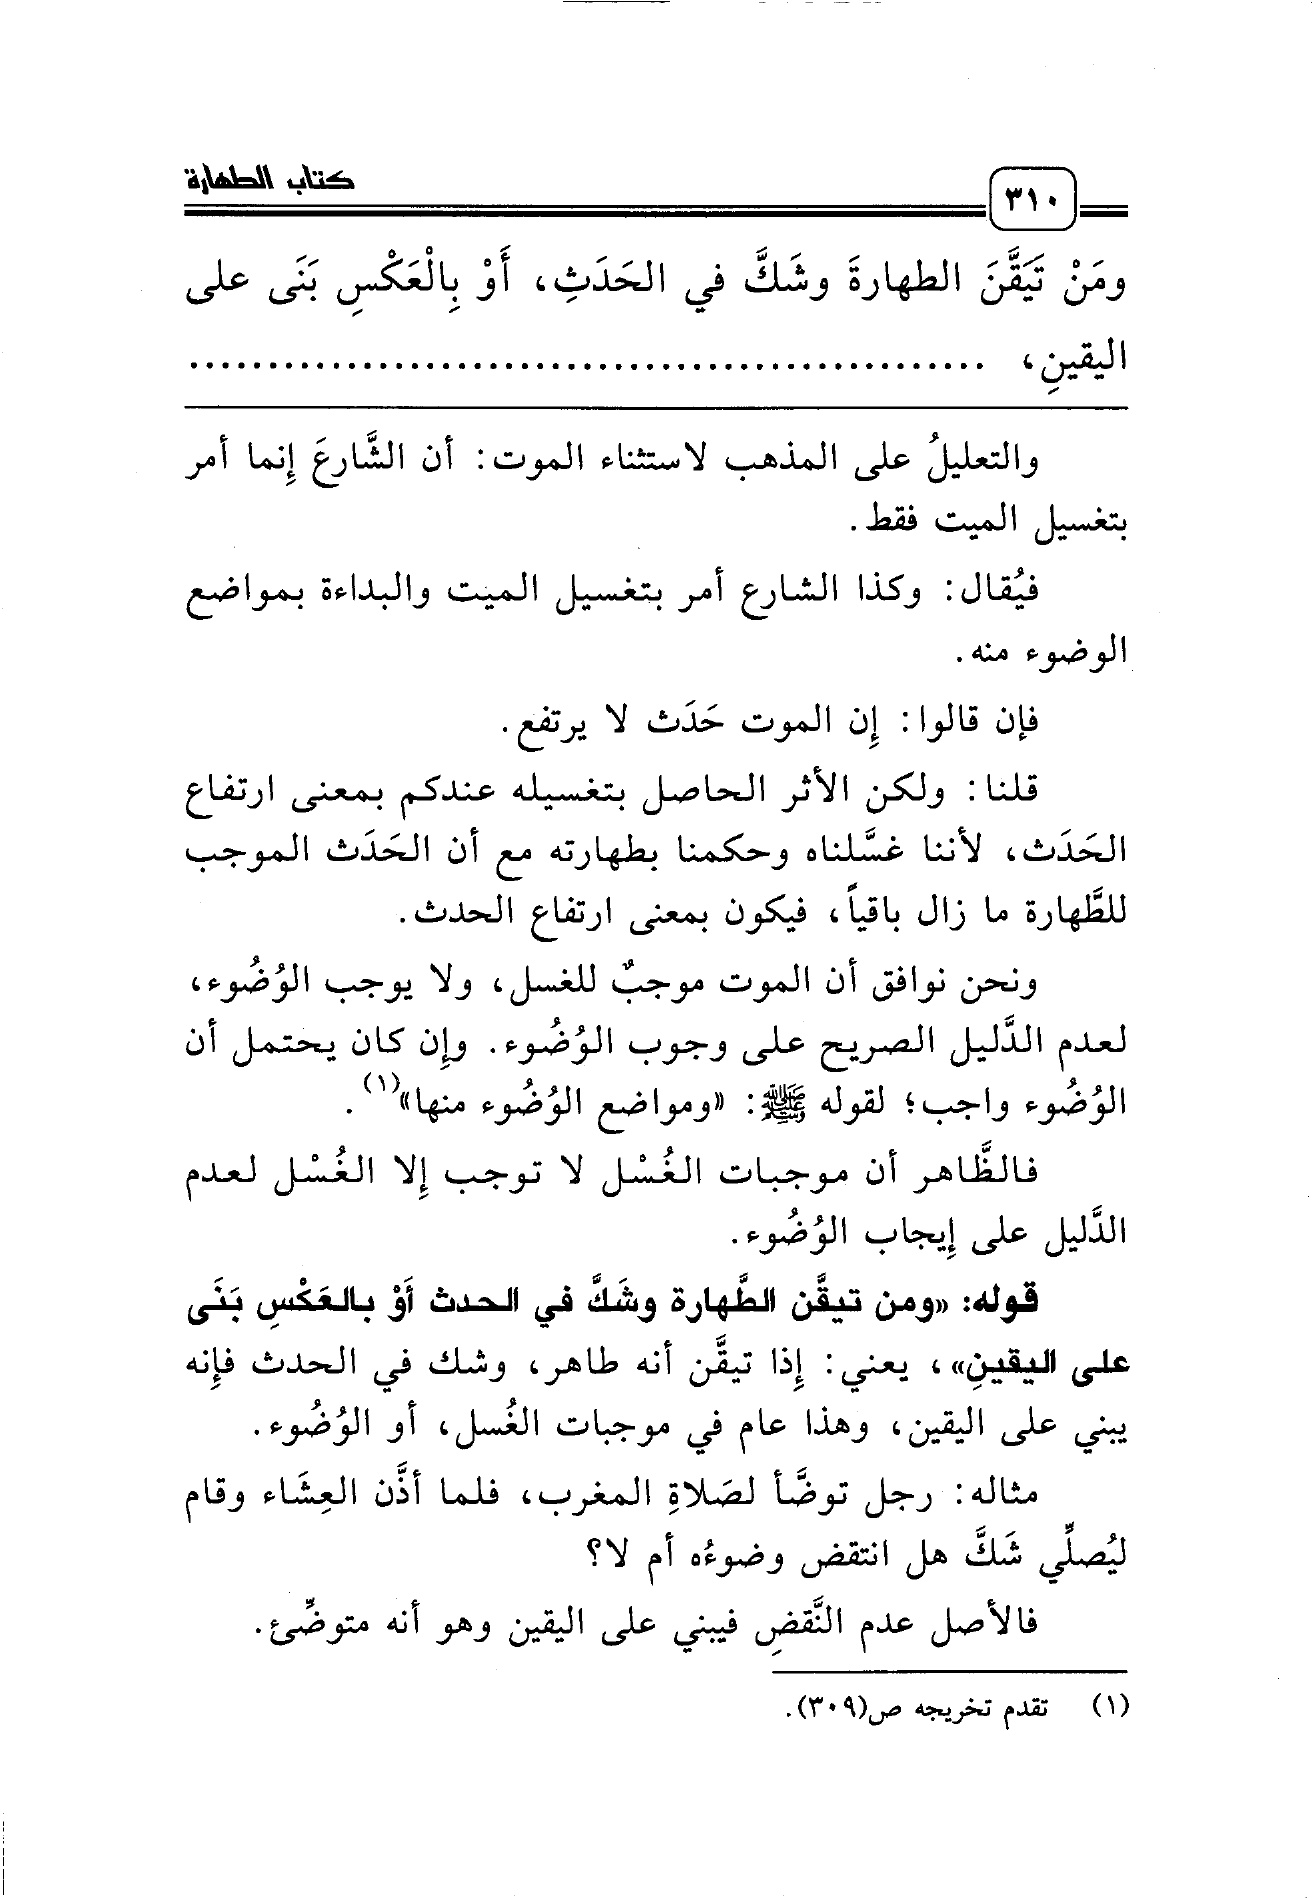 ٣١٠
كتاب الطهارة
ومَنْ تَيَقَّنَ الطهارةَ وشَكَّ في الحَدَثِ، أَوْ بِالْعَكْسِ بَنَى على
اليقينِ، ..................................................
والتعليلُ على المذهب لاستثناء الموت: أن الشَّارعَ إنما أمر
بتغسيل الميت فقط.
فيُقال: وكذا الشارع أمر بتغسيل الميت والبداءة بمواضع
الوضوء منه.
فإن قالوا: إن الموت حَدَث لا يرتفع.
قلنا: ولكن الأثر الحاصل بتغسيله عندكم بمعنى ارتفاع
الحَدَث، لأننا غسَّلناه وحكمنا بطهارته مع أن الحَدَث الموجب
للطَّهارة ما زال باقياً، فيكون بمعنى ارتفاع الحدث.
ونحن نوافق أن الموت موجبٌ للغسل، ولا يوجب الوُضُوء،
لعدم الدَّليل الصريح على وجوب الوُضُوء. وإن كان يحتمل أن
الوُضُوء واجب؛ لقوله ﷺ: «ومواضع الوُضُوء منها»(١).
فالظَّاهر أن موجبات الغُسْل لا توجب إلا الغُسْل لعدم
الدَّليل على إيجاب الوُضُوء.
قوله: «ومن تيقَّن الطَّهارة وشَكَّ في الحدث أَوْ بالعَكْسِ بَنَى
على اليقينِ»، يعني: إذا تيقَّن أنه طاهر، وشك في الحدث فإنه
يبني على اليقين، وهذا عام في موجبات الغُسل، أو الوُضُوء.
مثاله: رجل توضَّأ لصَلاةِ المغرب، فلما أذَّن العِشَاء وقام
ليُصلِّي شَكَّ هل انتقض وضوءُه أم لا؟
فالأصل عدم النَّقضِ فيبني على اليقين وهو أنه متوضِّئ.
(١) تقدم تخريجه ص(٣٠٩).